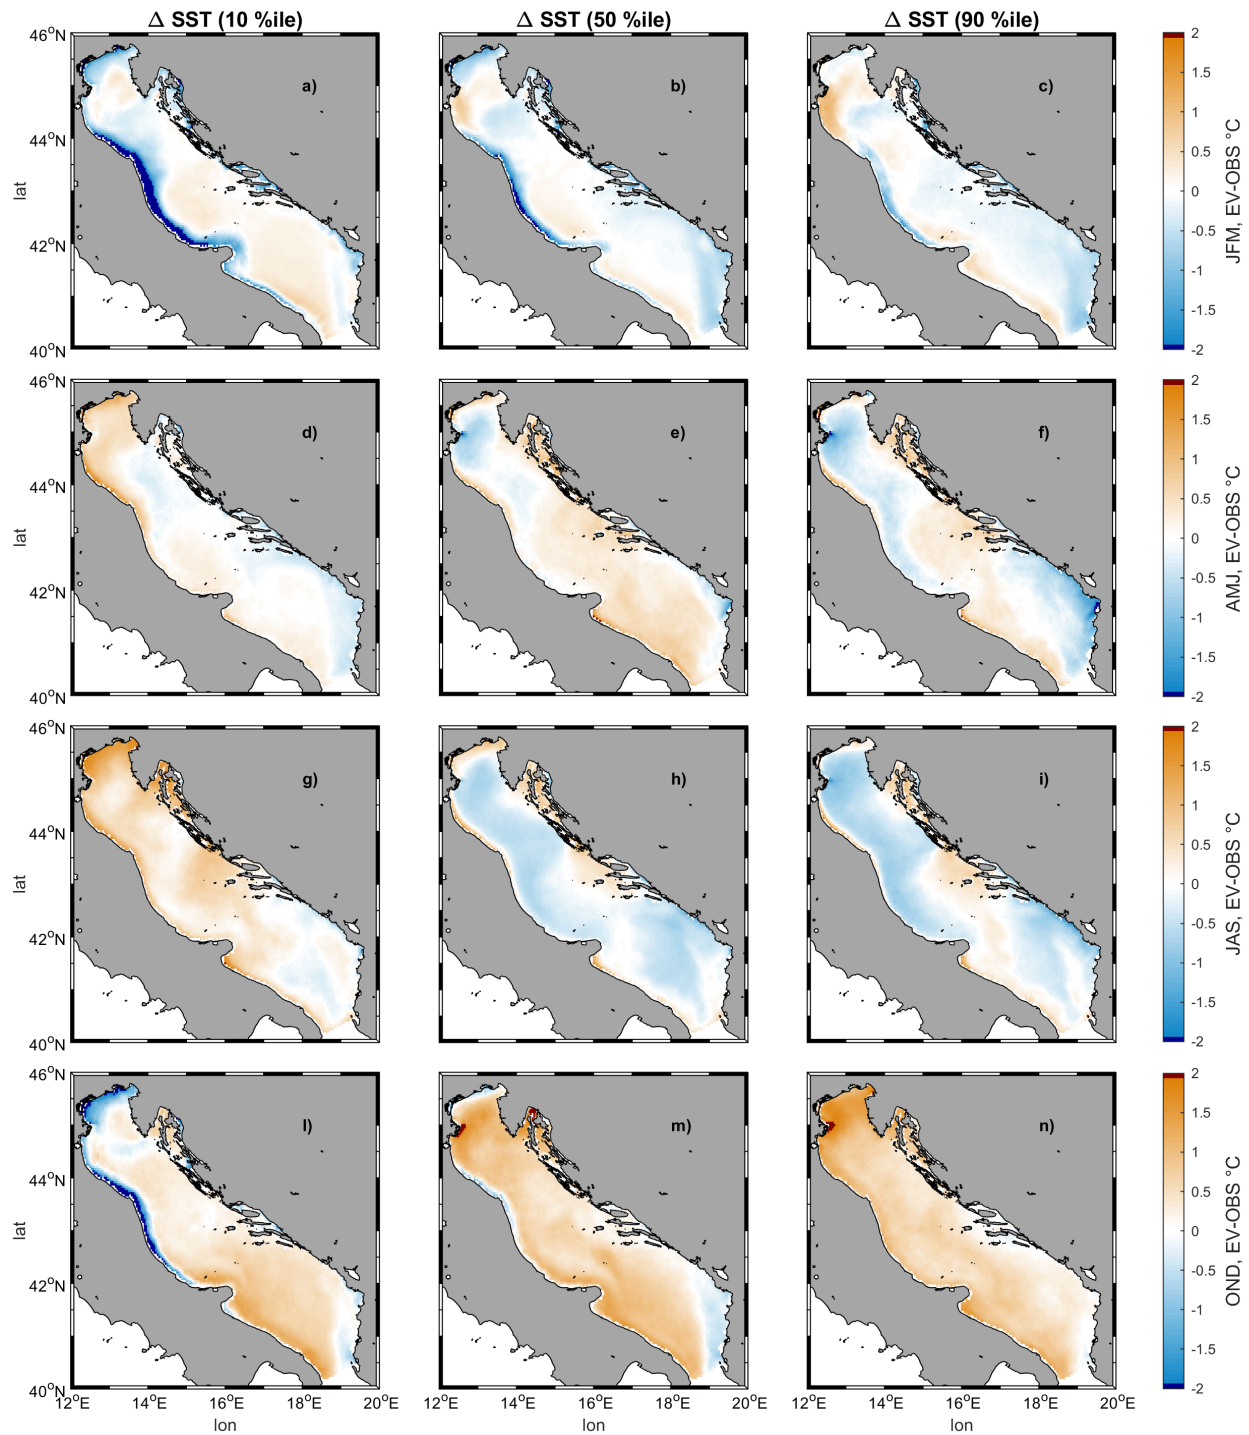 Δ SST (10 %ile)
Δ SST (50 %ile)
Δ SST (90 %ile)
46°N
44°N
42°N
40°N
lat
a)
b)
c)
2
1.5
1
0.5
0
-0.5
-1
-1.5
-2
JFM, EV-OBS °C
46°N
44°N
42°N
40°N
lat
d)
e)
f)
2
1.5
1
0.5
0
-0.5
-1
-1.5
-2
AMJ, EV-OBS °C
46°N
44°N
42°N
40°N
lat
g)
h)
i)
2
1.5
1
0.5
0
-0.5
-1
-1.5
-2
JAS, EV-OBS °C
46°N
44°N
42°N
40°N
lat
l)
m)
n)
2
1.5
1
0.5
0
-0.5
-1
-1.5
-2
OND, EV-OBS °C
12°E 14°E 16°E 18°E 20°E
12°E 14°E 16°E 18°E 20°E
12°E 14°E 16°E 18°E 20°E
lon
lon
lon